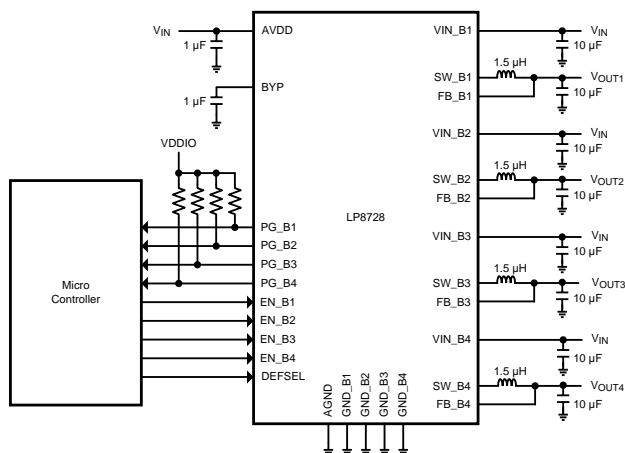 VIN
1 µF
AVDD
1 µF
BYP
VDDIO
Micro
Controller
PG_B1
PG_B2
PG_B3
PG_B4
EN_B1
EN_B2
EN_B3
EN_B4
DEFSEL
LP8728
AGND
GND_B1
GND_B2
GND_B3
GND_B4
VIN_B1
VIN
10 µF
1.5 µH
SW_B1
VOUT1
FB_B1
10 µF
VIN_B2
VIN
10 µF
1.5 µH
SW_B2
VOUT2
FB_B2
10 µF
VIN_B3
VIN
10 µF
1.5 µH
SW_B3
VOUT3
FB_B3
10 µF
VIN_B4
VIN
10 µF
1.5 µH
SW_B4
VOUT4
FB_B4
10 µF